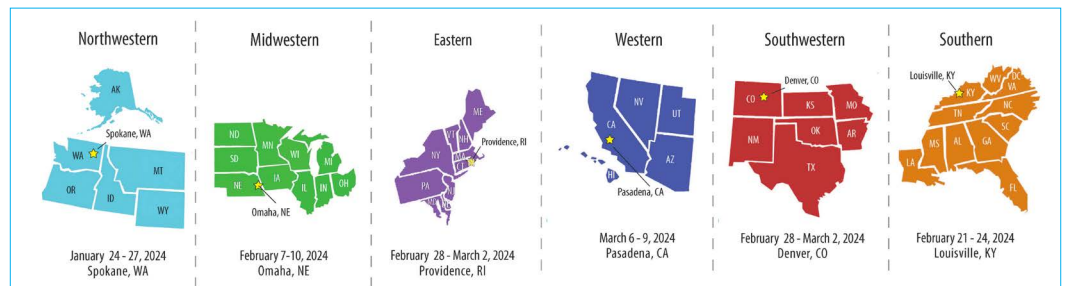 Northwestern
AK
Spokane, WA
WA
MT
OR
ID
WY
January 24 - 27, 2024
Spokane, WA
Midwestern
ND
MN
SD
WI
MI
NE
IA
IL
IN
OH
Omaha, NE
February 7-10, 2024
Omaha, NE
Eastern
ME
VT
NH
NY
MA
Providence, RI
PA
NJ
February 28 - March 2, 2024
Providence, RI
Western
NV
UT
CA
AZ
HI
Pasadena, CA
March 6 - 9, 2024
Pasadena, CA
Southwestern
Denver, CO
CO
KS
MO
OK
AR
NM
TX
February 28 - March 2, 2024
Denver, CO
Southern
Louisville, KY
WV
DC
KY
VA
TN
NC
SC
MS
AL
GA
LA
FL
February 21 - 24, 2024
Louisville, KY